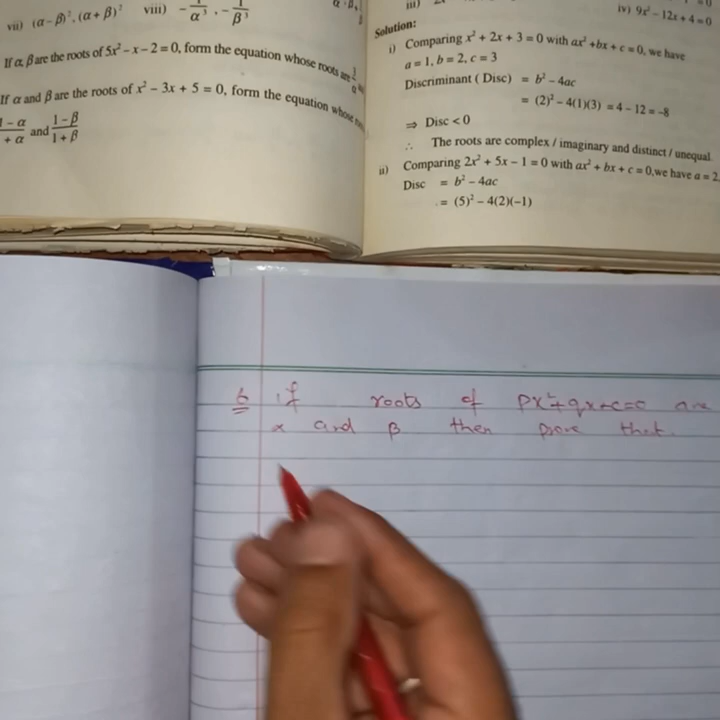 vii) (α – β)², (α + β)² viii) – 1/α³ , – 1/β³
If α, β are the roots of 5x² – x – 2 = 0, form the equation whose roots are
If α and β are the roots of x² – 3x + 5 = 0, form the equation whose
1 – α / + α and 1 – β / 1 + β
iii)
iv) 9x² – 12x + 4 = 0
Solution:
i) Comparing x² + 2x + 3 = 0 with ax² + bx + c = 0, we have
a = 1, b = 2, c = 3
Discriminant ( Disc) = b² – 4ac
= (2)² – 4(1)(3) = 4 – 12 = –8
⇒ Disc < 0
∴ The roots are complex / imaginary and distinct / unequal
ii) Comparing 2x² + 5x – 1 = 0 with ax² + bx + c = 0, we have a = 2,
Disc = b² – 4ac
= (5)² – 4(2)(–1)
6 if roots of px²+qx+c=0 are
α and β then prove that.